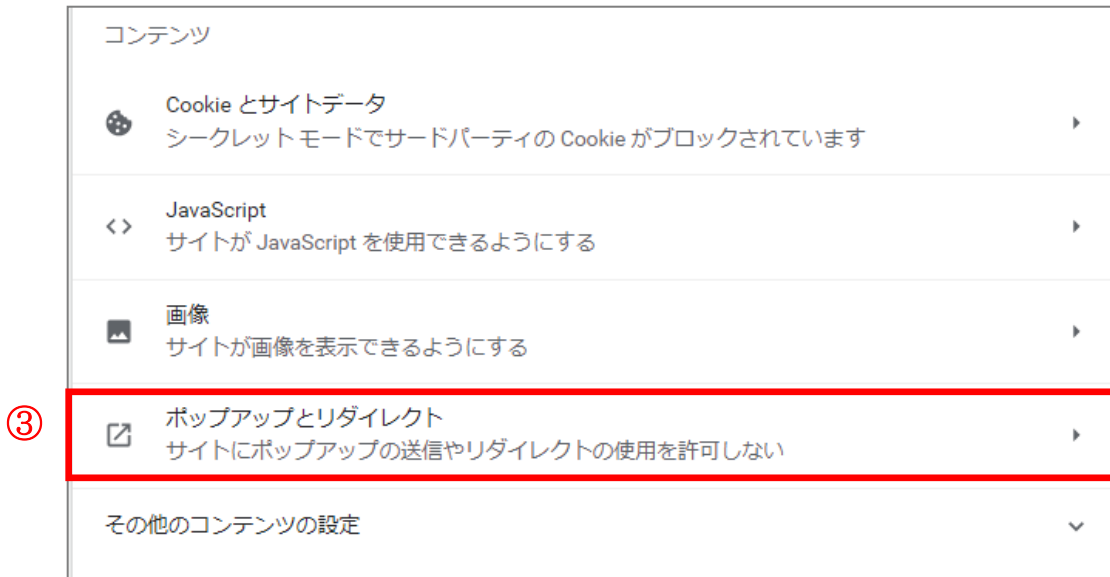 コンテンツ
Cookie とサイトデータ
シークレット モードでサードパーティの Cookie がブロックされています
JavaScript
サイトが JavaScript を使用できるようにする
画像
サイトが画像を表示できるようにする
③
ポップアップとリダイレクト
サイトにポップアップの送信やリダイレクトの使用を許可しない
その他のコンテンツの設定